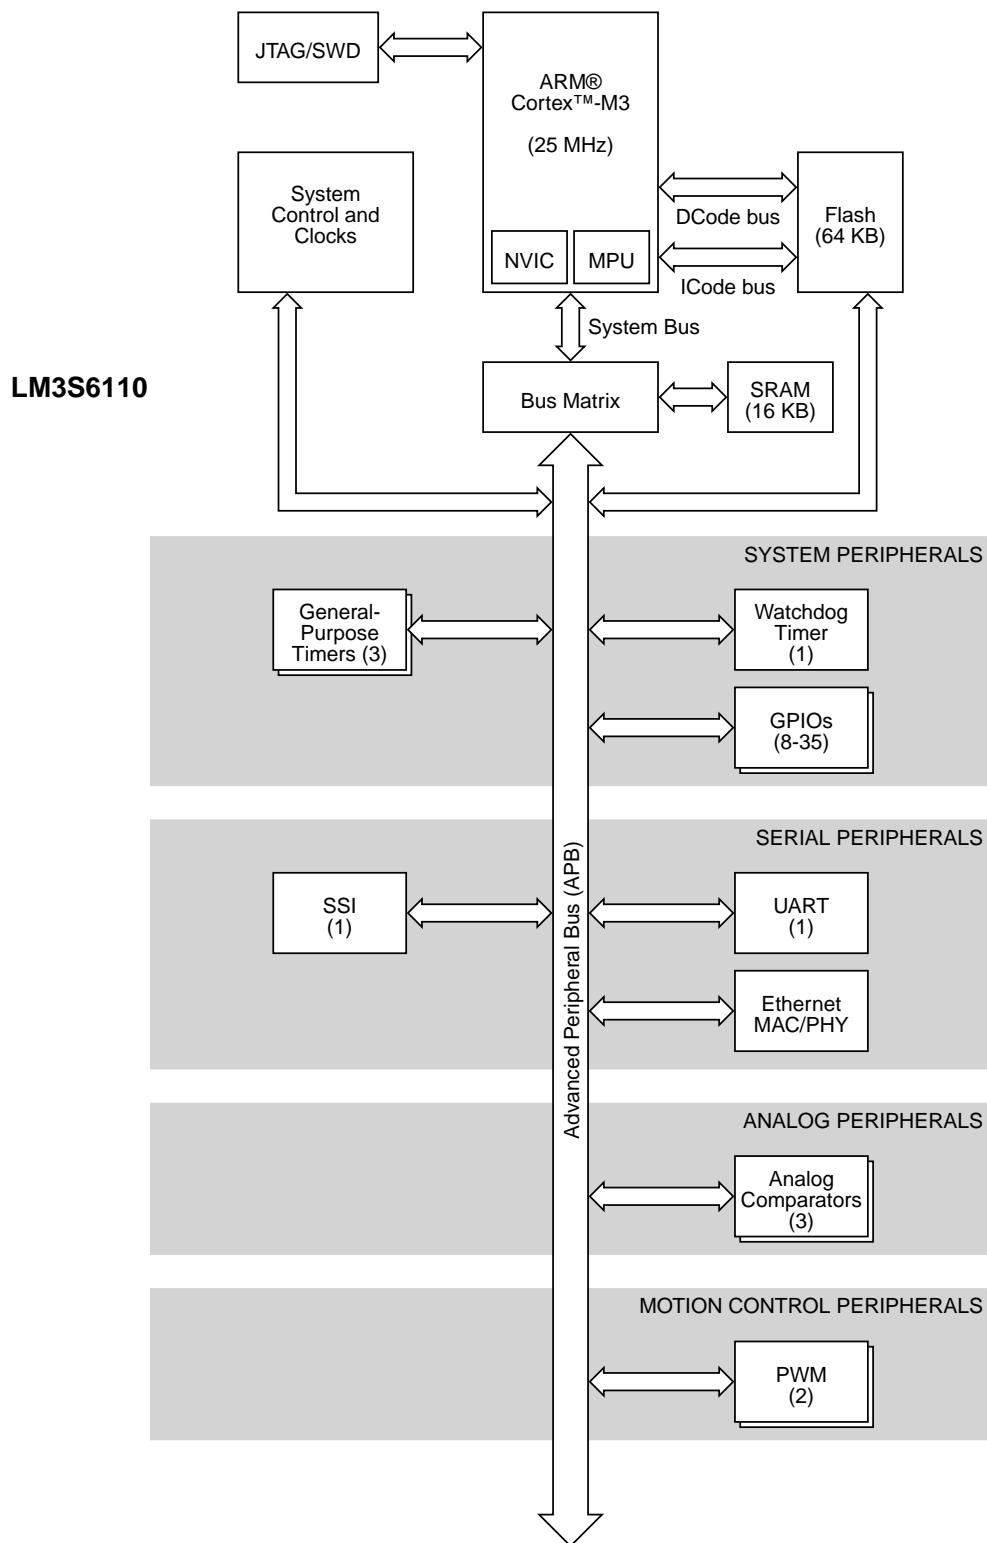 JTAG/SWD
ARM®
Cortex™-M3
(25 MHz)
System
Control and
Clocks
NVIC
MPU
DCode bus
ICode bus
Flash
(64 KB)
System Bus
LM3S6110
Bus Matrix
SRAM
(16 KB)
SYSTEM PERIPHERALS
General-
Purpose
Timers (3)
Watchdog
Timer
(1)
GPIOs
(8-35)
Advanced Peripheral Bus (APB)
SERIAL PERIPHERALS
SSI
(1)
UART
(1)
Ethernet
MAC/PHY
ANALOG PERIPHERALS
Analog
Comparators
(3)
MOTION CONTROL PERIPHERALS
PWM
(2)